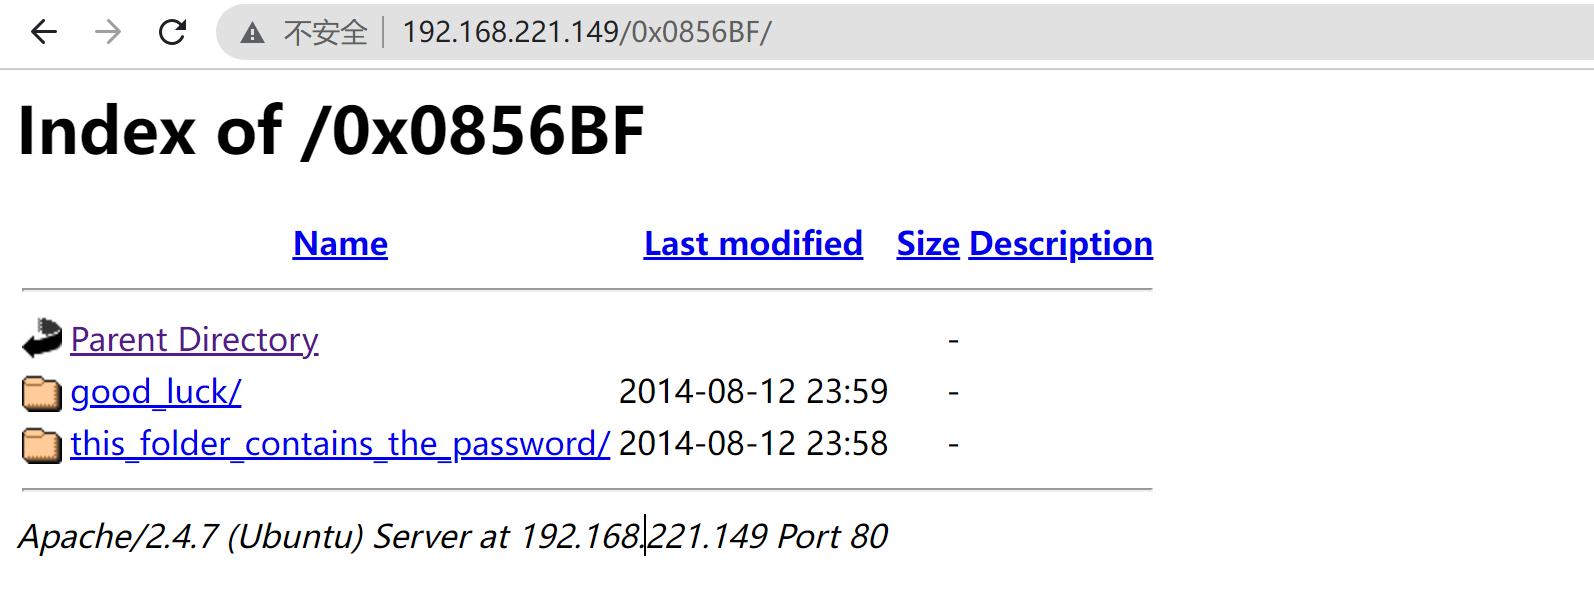 不安全 192.168.221.149/0x0856BF/
Index of /0x0856BF
Name Last modified Size Description
Parent Directory -
good_luck/ 2014-08-12 23:59 -
this_folder_contains_the_password/ 2014-08-12 23:58 -
Apache/2.4.7 (Ubuntu) Server at 192.168.221.149 Port 80